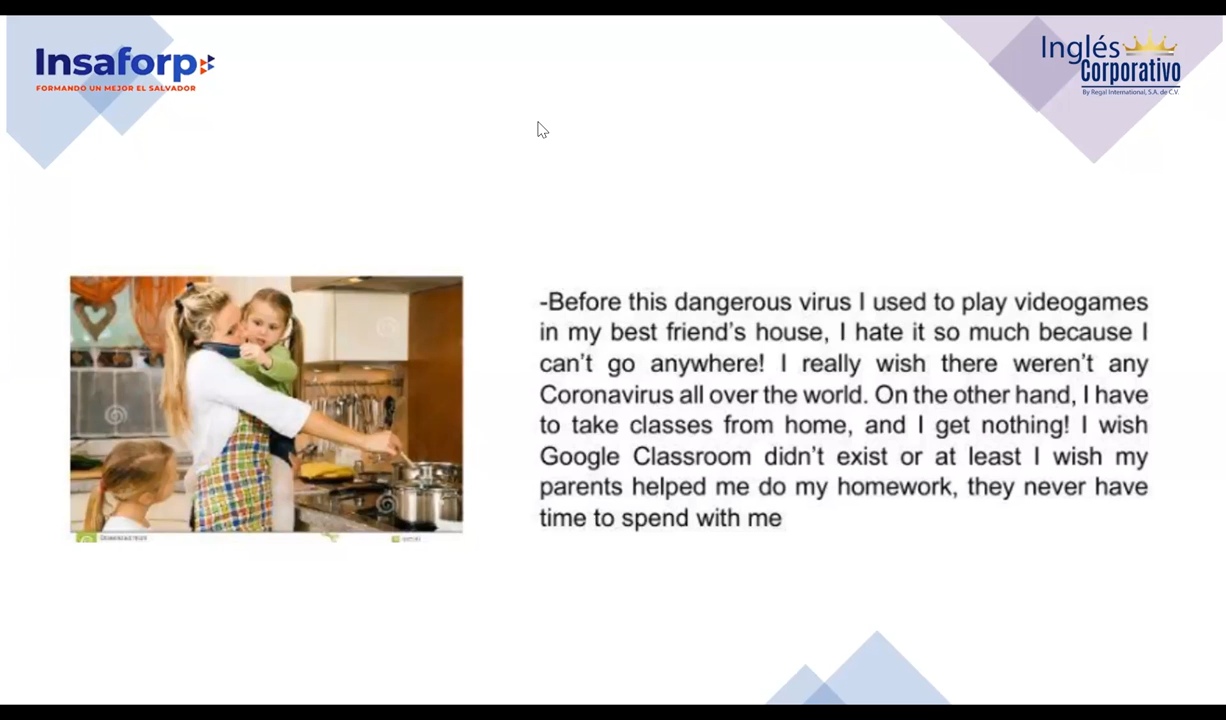 Insaforp
FORMANDO UN MEJOR EL SALVADOR
Inglés
Corporativo
By Regal International, S.A. de C.V.
-Before this dangerous virus I used to play videogames
in my best friend's house, I hate it so much because I
can't go anywhere! I really wish there weren't any
Coronavirus all over the world. On the other hand, I have
to take classes from home, and I get nothing! I wish
Google Classroom didn't exist or at least I wish my
parents helped me do my homework, they never have
time to spend with me